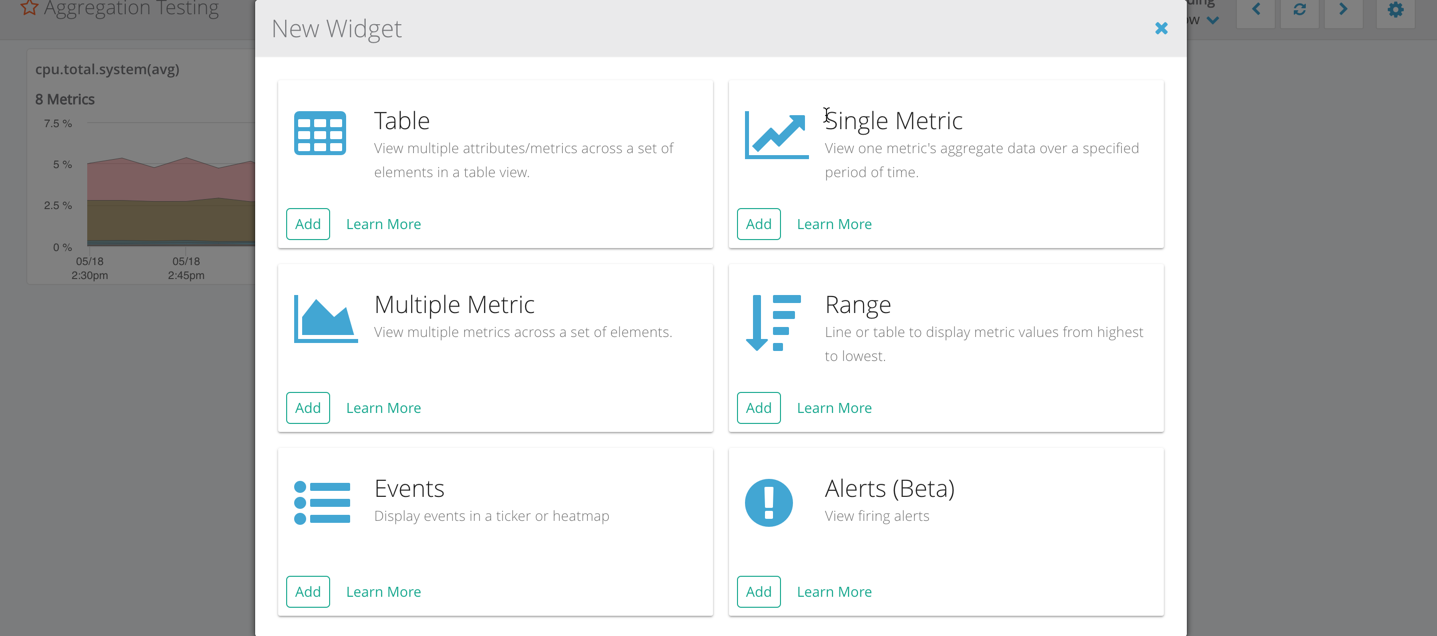 Aggregation Testing
ow
New Widget
cpu.total.system(avg)
8 Metrics
7.5 %
5 %
2.5 %
0 %
05/18
2:30pm
05/18
2:45pm
Table
View multiple attributes/metrics across a set of
elements in a table view.
Add
Learn More
Single Metric
View one metric's aggregate data over a specified
period of time.
Add
Learn More
Multiple Metric
View multiple metrics across a set of elements.
Add
Learn More
Range
Line or table to display metric values from highest
to lowest.
Add
Learn More
Events
Display events in a ticker or heatmap
Add
Learn More
Alerts (Beta)
View firing alerts
Add
Learn More